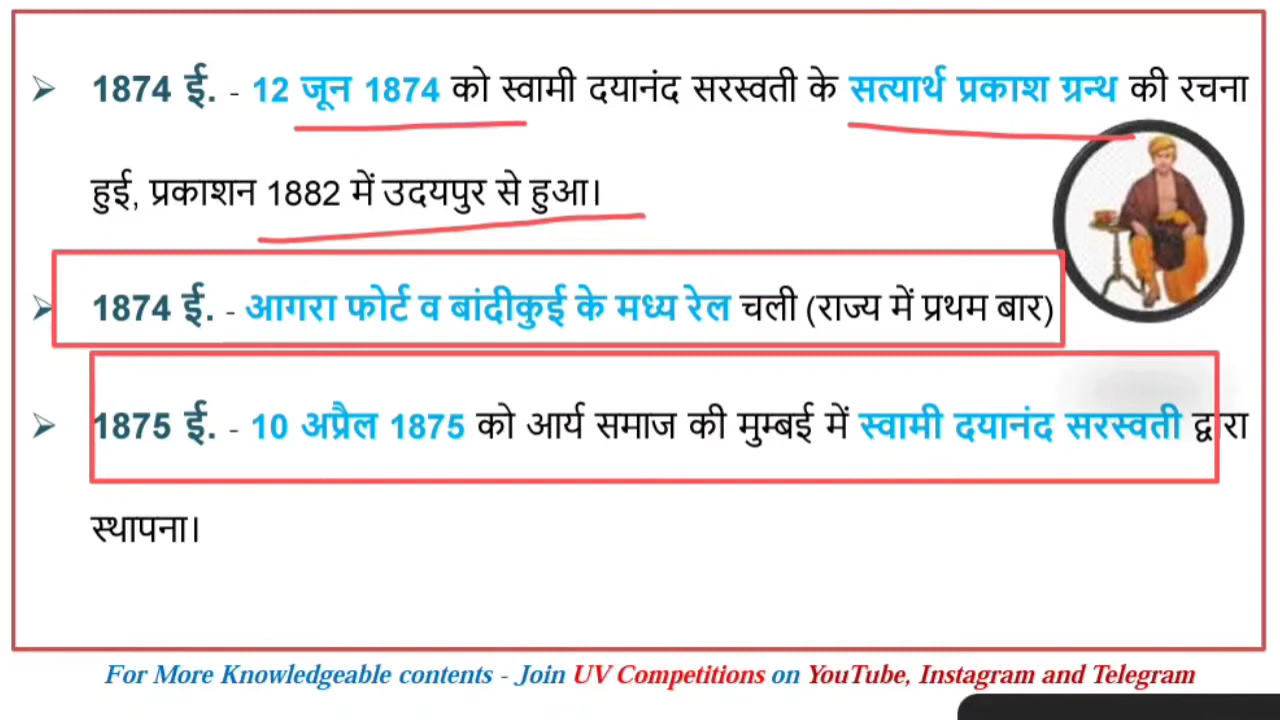 ➢ 1874 ई. - 12 जून 1874 को स्वामी दयानंद सरस्वती के सत्यार्थ प्रकाश ग्रन्थ की रचना
हुई, प्रकाशन 1882 में उदयपुर से हुआ।
➢ 1874 ई. - आगरा फोर्ट व बांदीकुई के मध्य रेल चली (राज्य में प्रथम बार)
➢ 1875 ई. - 10 अप्रैल 1875 को आर्य समाज की मुम्बई में स्वामी दयानंद सरस्वती द्वारा
स्थापना।
For More Knowledgeable contents - Join UV Competitions on YouTube, Instagram and Telegram